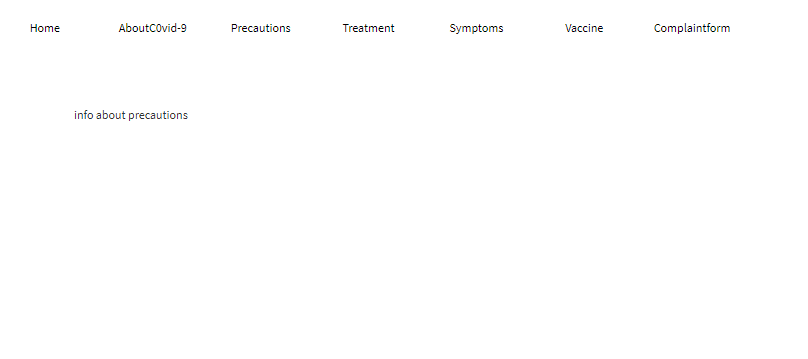 Home AboutC0vid-9 Precautions Treatment Symptoms Vaccine Complaintform
info about precautions